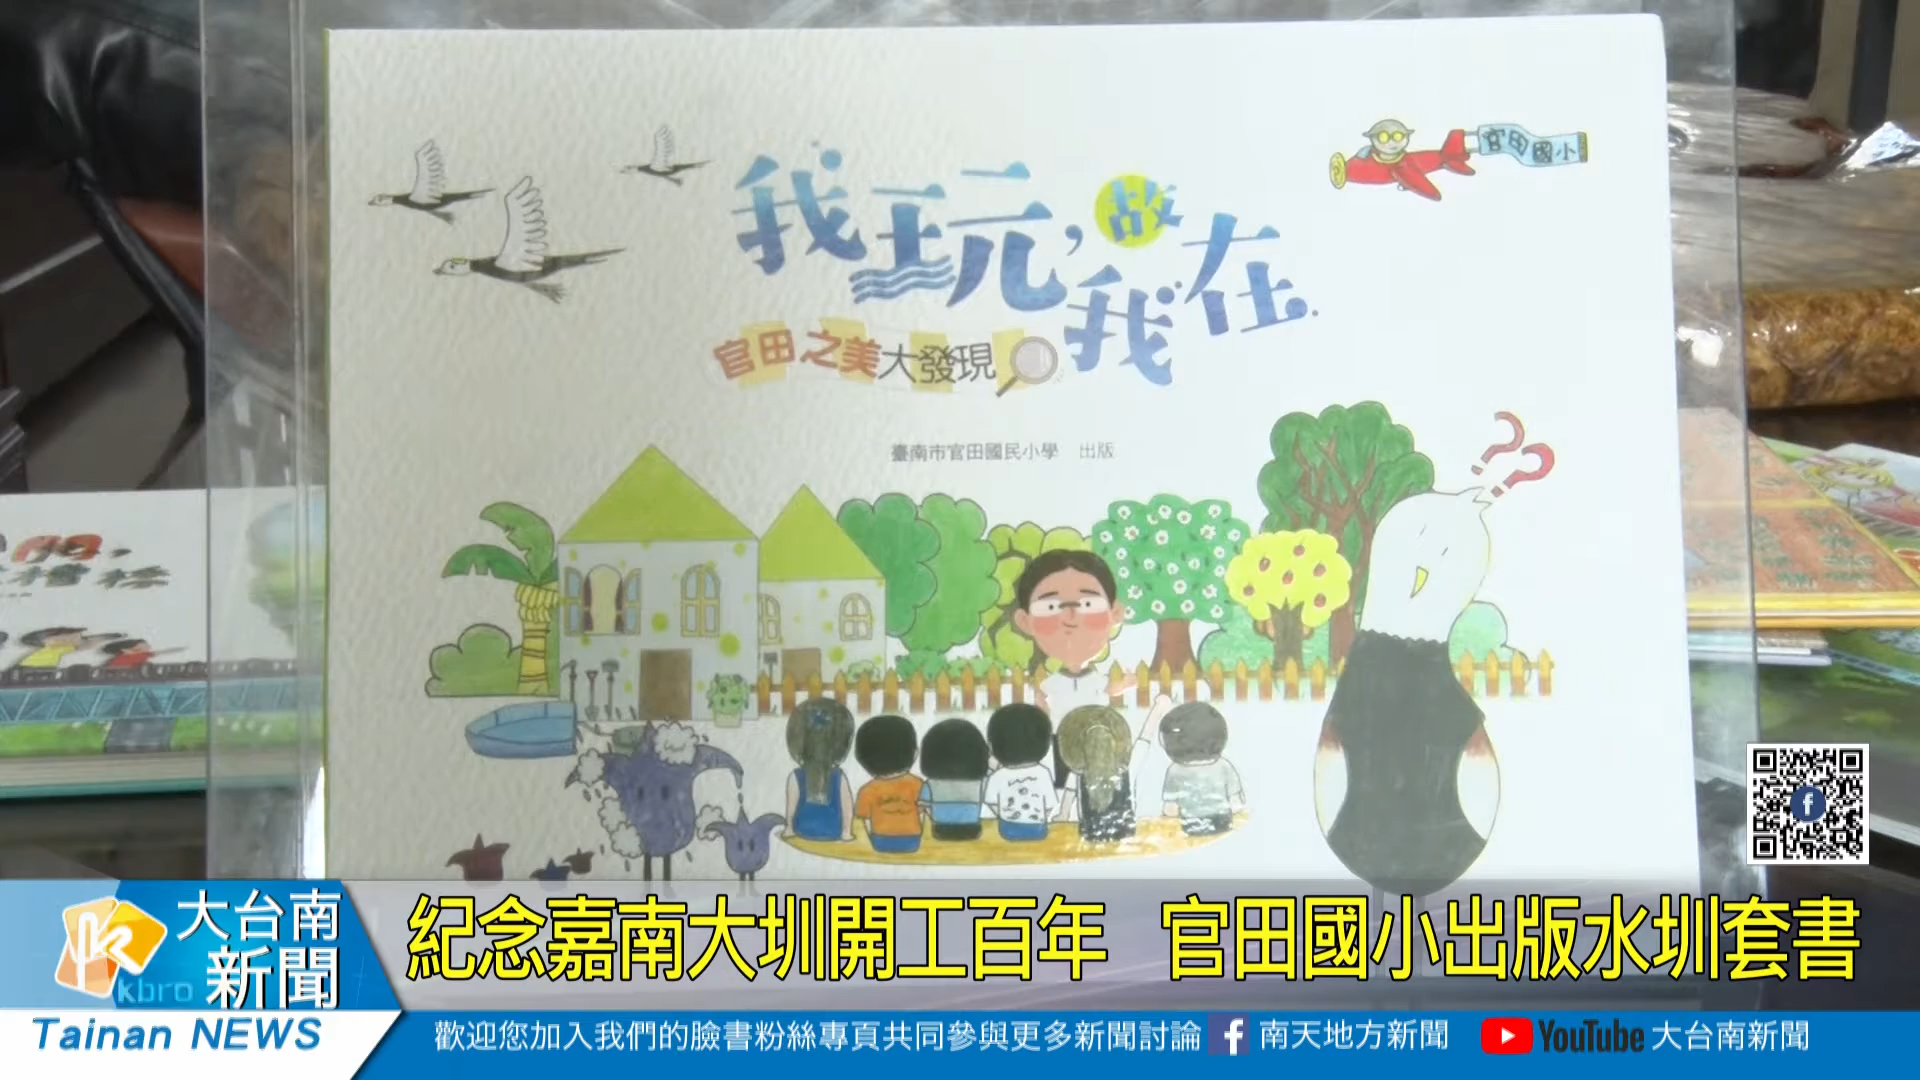 官田國小
我玩,故我在.
官田之美大發現
臺南市官田國民小學 出版
大台南新聞
kbro
Tainan NEWS
紀念嘉南大圳開工百年 官田國小出版水圳套書
歡迎您加入我們的臉書粉絲專頁共同參與更多新聞討論 南天地方新聞 YouTube 大台南新聞